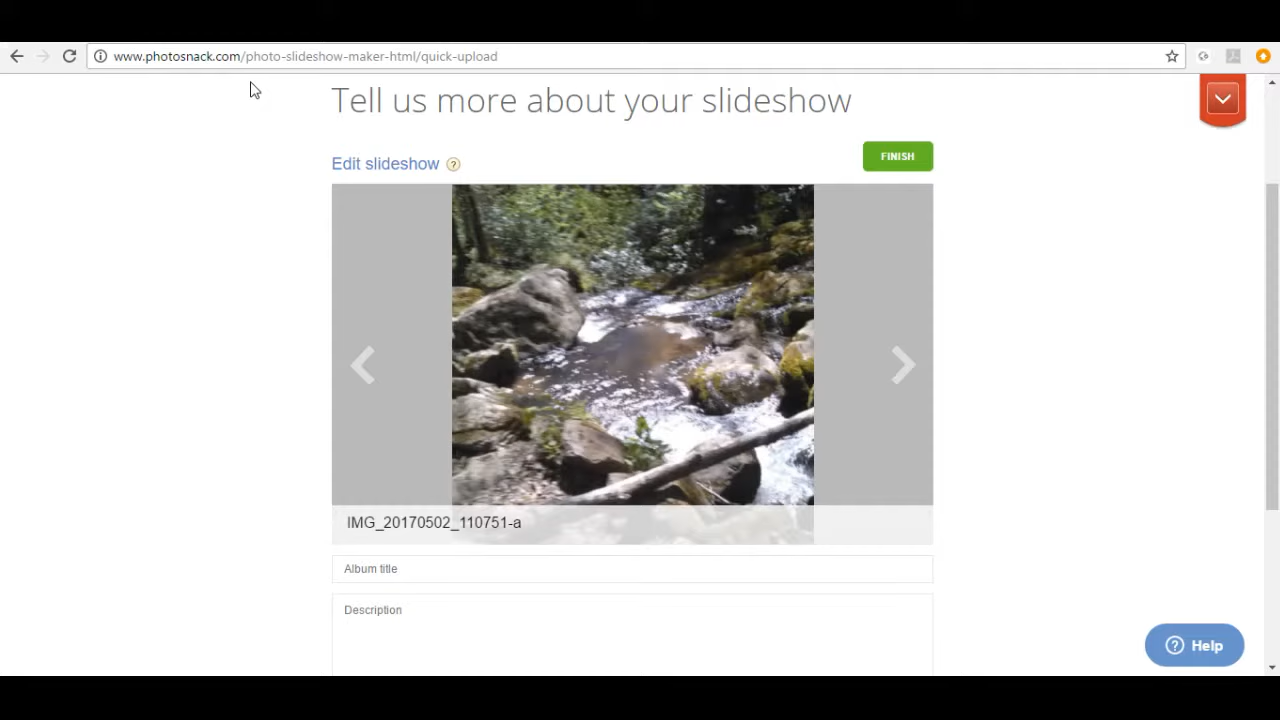 www.photosnack.com/photo-slideshow-maker-html/quick-upload
Tell us more about your slideshow
Edit slideshow ?
FINISH
IMG_20170502_110751-a
Album title
Description
? Help